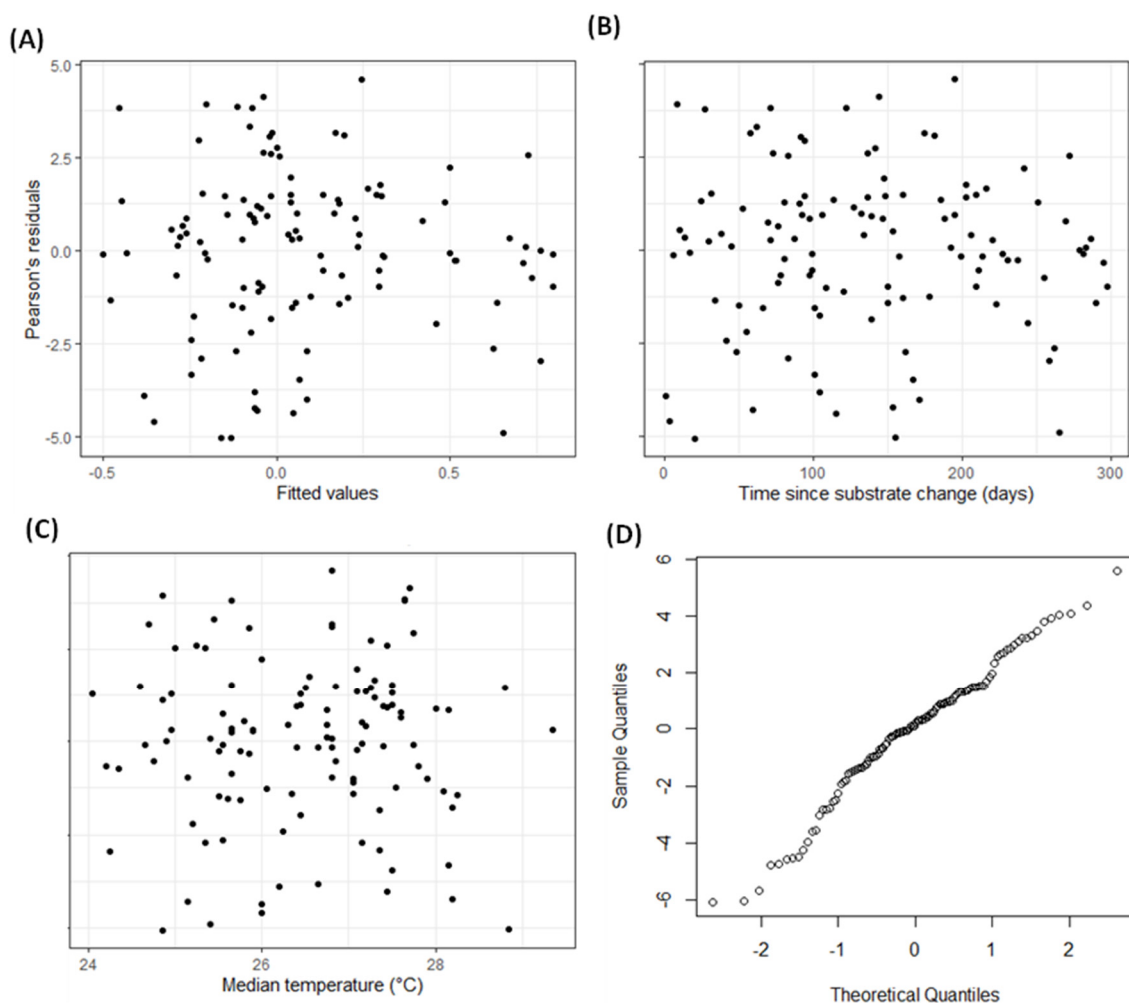 (A)
5.0
2.5
0.0
-2.5
-5.0
Pearson's residuals
-0.5
0.0
0.5
Fitted values
(B)
0
100
200
300
Time since substrate change (days)
(C)
24
26
28
Median temperature (°C)
(D)
6
4
2
0
-2
-4
-6
Sample Quantiles
-2
-1
0
1
2
Theoretical Quantiles